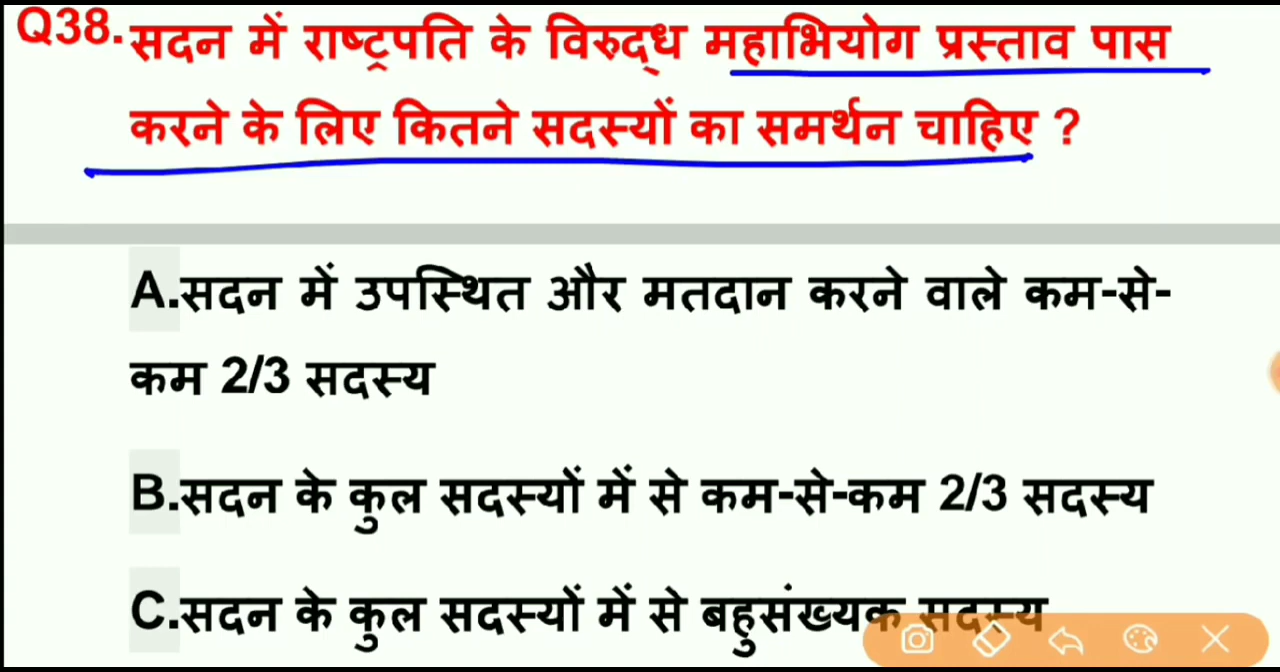 Q38.सदन में राष्ट्रपति के विरुद्ध महाभियोग प्रस्ताव पास
करने के लिए कितने सदस्यों का समर्थन चाहिए ?
A.सदन में उपस्थित और मतदान करने वाले कम-से-
कम 2/3 सदस्य
B.सदन के कुल सदस्यों में से कम-से-कम 2/3 सदस्य
C.सदन के कुल सदस्यों में से बहुसंख्यक सदस्य